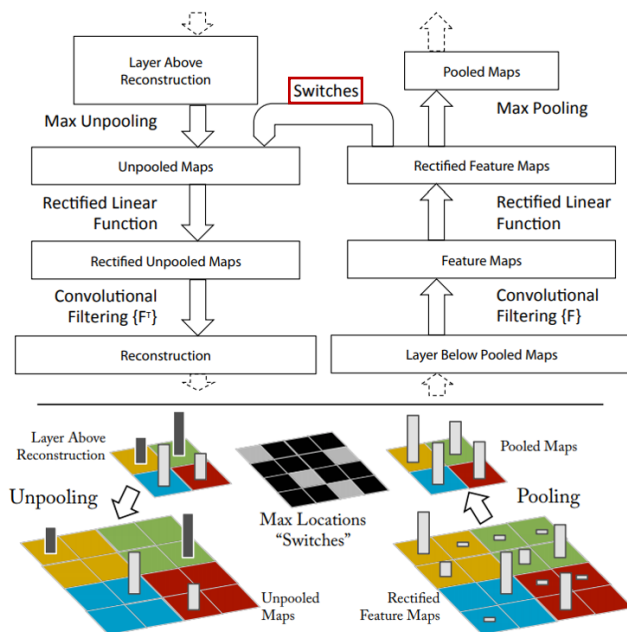 Layer Above
Reconstruction
Pooled Maps
Switches
Max Unpooling
Max Pooling
Unpooled Maps
Rectified Feature Maps
Rectified Linear
Function
Rectified Linear
Function
Rectified Unpooled Maps
Feature Maps
Convolutional
Filtering {Fᵀ}
Convolutional
Filtering {F}
Reconstruction
Layer Below Pooled Maps
Layer Above
Reconstruction
Pooled Maps
Unpooling
Max Locations
“Switches”
Pooling
Unpooled
Maps
Rectified
Feature Maps